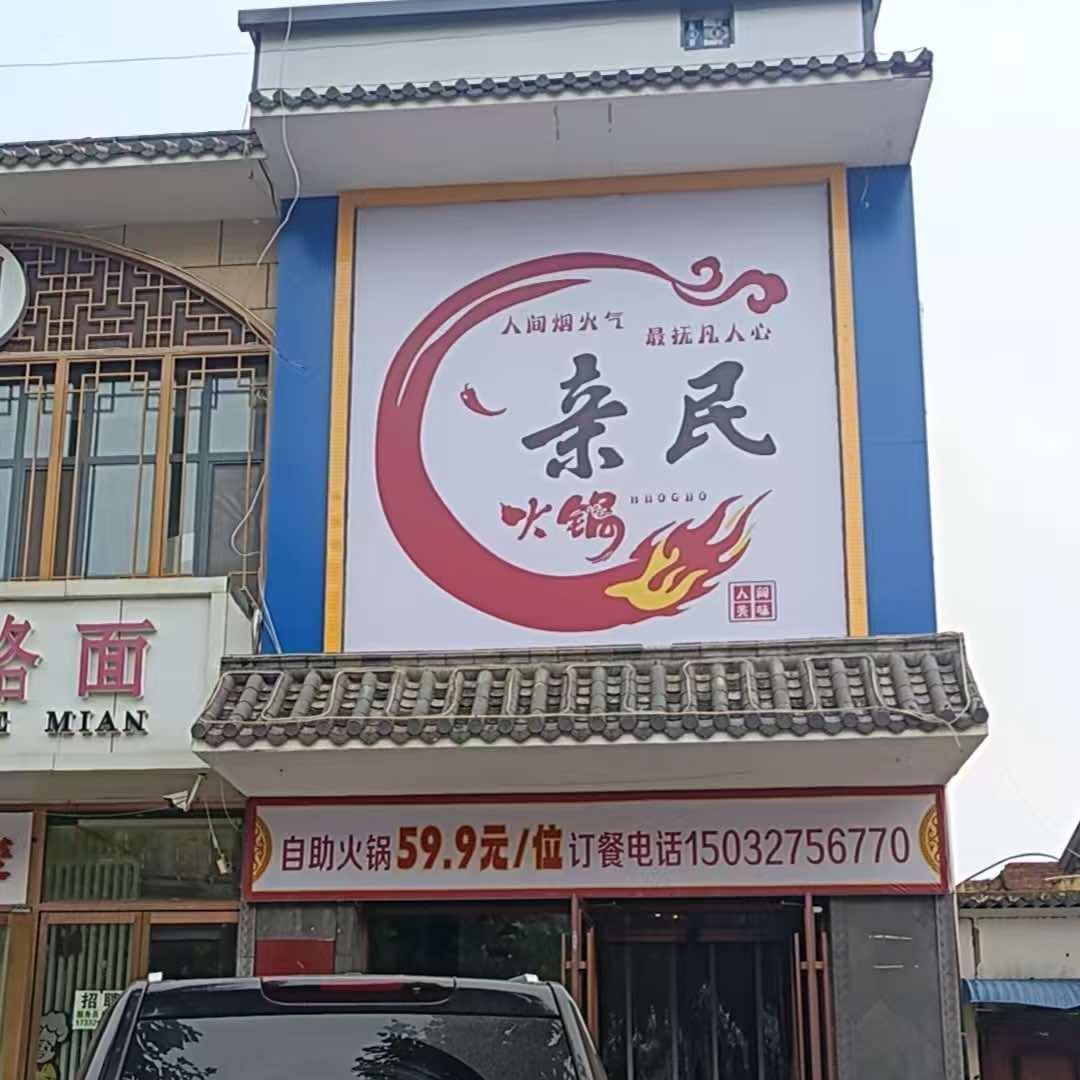 人间烟火气
最抚凡人心
亲民
火锅
HUOGUO
人间
美味
面
MIAN
自助火锅59.9元/位订餐电话15032756770
招聘